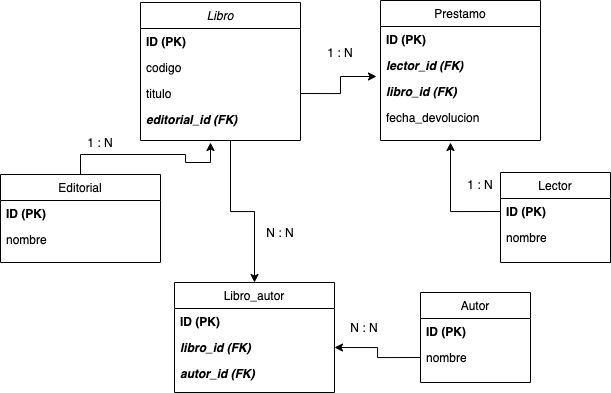 Libro
ID (PK)
codigo
titulo
editorial_id (FK)
Prestamo
ID (PK)
lector_id (FK)
libro_id (FK)
fecha_devolucion
1 : N
1 : N
Editorial
ID (PK)
nombre
1 : N
Lector
ID (PK)
nombre
N : N
Libro_autor
ID (PK)
libro_id (FK)
autor_id (FK)
N : N
Autor
ID (PK)
nombre